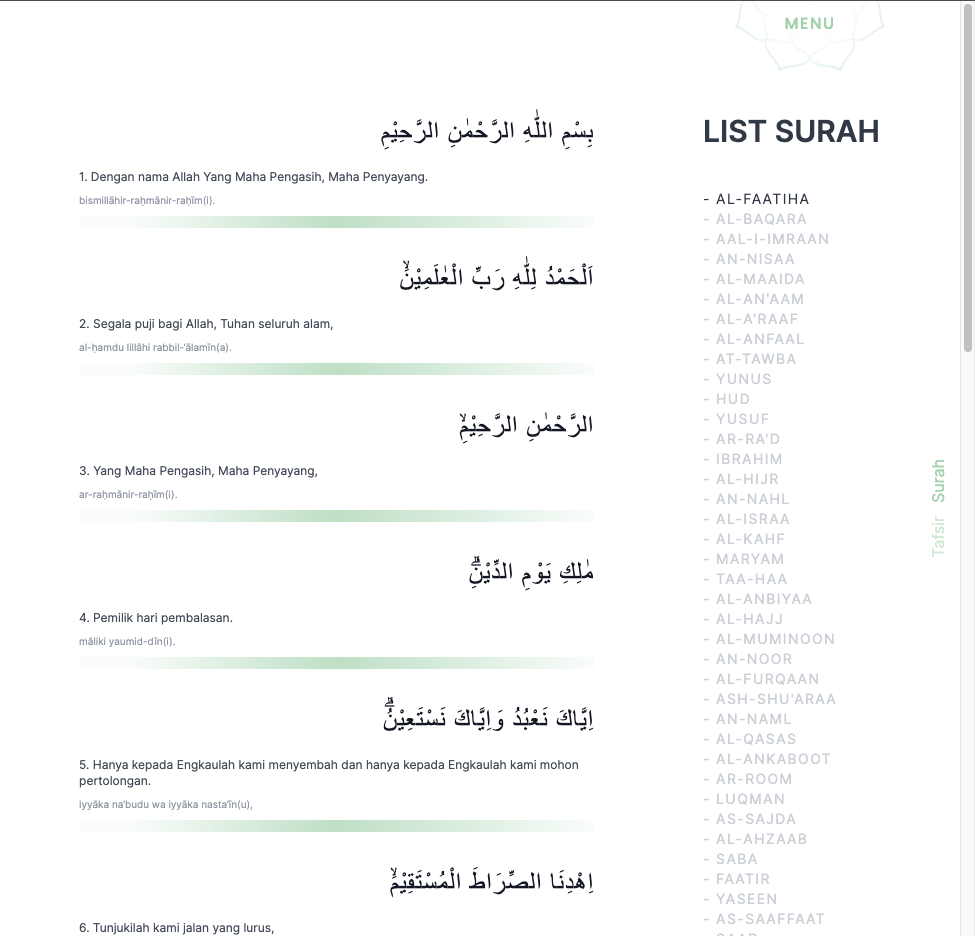 MENU
بِسْمِ اللّٰهِ الرَّحْمٰنِ الرَّحِيْمِ
1. Dengan nama Allah Yang Maha Pengasih, Maha Penyayang.
bismillāhir-raḥmānir-raḥīm(i).
اَلْحَمْدُ لِلّٰهِ رَبِّ الْعٰلَمِيْنَۙ
2. Segala puji bagi Allah, Tuhan seluruh alam,
al-ḥamdu lillāhi rabbil-‘ālamīn(a).
الرَّحْمٰنِ الرَّحِيْمِۙ
3. Yang Maha Pengasih, Maha Penyayang,
ar-raḥmānir-raḥīm(i).
مٰلِكِ يَوْمِ الدِّيْنِۗ
4. Pemilik hari pembalasan.
māliki yaumid-dīn(i).
اِيَّاكَ نَعْبُدُ وَاِيَّاكَ نَسْتَعِيْنُۗ
5. Hanya kepada Engkaulah kami menyembah dan hanya kepada Engkaulah kami mohon
pertolongan.
iyyāka na‘budu wa iyyāka nasta‘īn(u),
اِهْدِنَا الصِّرَاطَ الْمُسْتَقِيْمَۙ
6. Tunjukilah kami jalan yang lurus,
LIST SURAH
- AL-FAATIHA
- AL-BAQARA
- AAL-I-IMRAAN
- AN-NISAA
- AL-MAAIDA
- AL-AN'AAM
- AL-A'RAAF
- AL-ANFAAL
- AT-TAWBA
- YUNUS
- HUD
- YUSUF
- AR-RA'D
- IBRAHIM
- AL-HIJR
- AN-NAHL
- AL-ISRAA
- AL-KAHF
- MARYAM
- TAA-HAA
- AL-ANBIYAA
- AL-HAJJ
- AL-MUMINOON
- AN-NOOR
- AL-FURQAAN
- ASH-SHU'ARAA
- AN-NAML
- AL-QASAS
- AL-ANKABOOT
- AR-ROOM
- LUQMAN
- AS-SAJDA
- AL-AHZAAB
- SABA
- FAATIR
- YASEEN
- AS-SAAFFAAT
Tafsir Surah